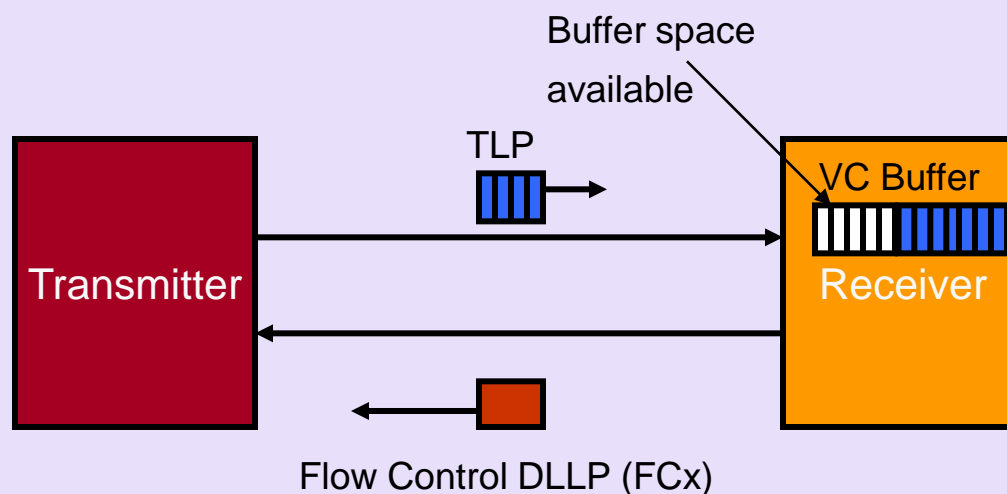 Buffer space
available
TLP
VC Buffer
Transmitter
Receiver
Flow Control DLLP (FCx)